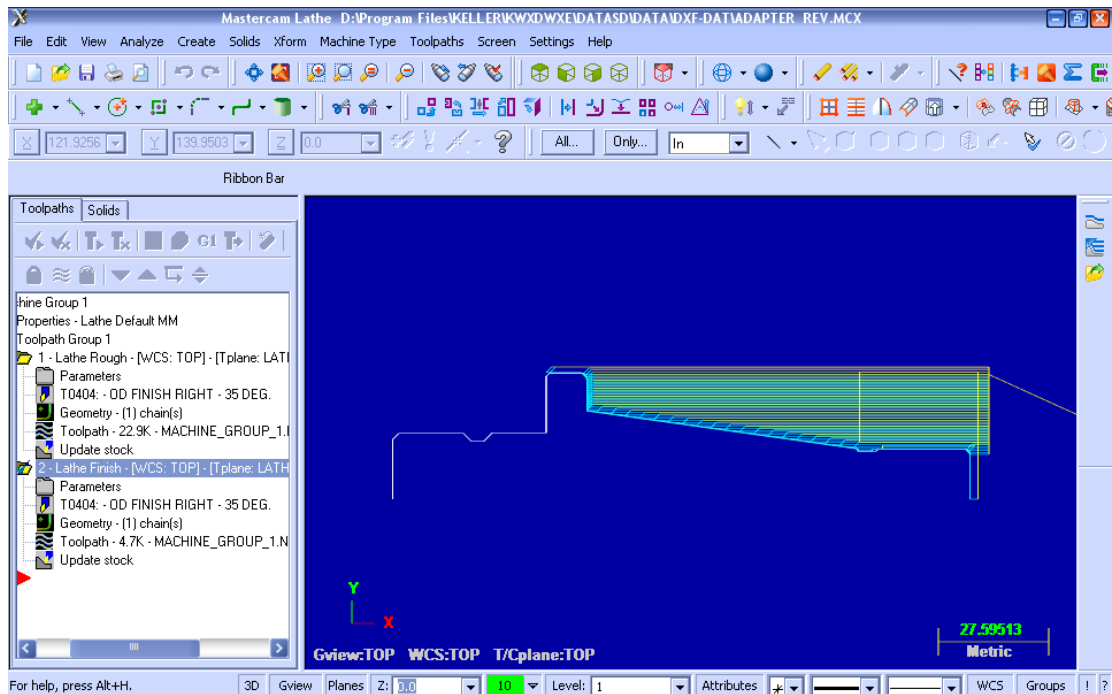 Mastercam Lathe D:\Program Files\KELLER\KWXDWXE\DATASD\DATA\DXF-DAT\ADAPTER REV.MCX
File Edit View Analyze Create Solids Xform Machine Type Toolpaths Screen Settings Help
X 121.9256 Y 139.9503 Z 0.0 All... Only... In
Ribbon Bar
Toolpaths Solids
G1
hine Group 1
Properties - Lathe Default MM
Toolpath Group 1
1 - Lathe Rough - [WCS: TOP] - [Tplane: LATI
Parameters
T0404: - OD FINISH RIGHT - 35 DEG.
Geometry - (1) chain(s)
Toolpath - 22.9K - MACHINE_GROUP_1.I
Update stock
2 - Lathe Finish - [WCS: TOP] - [Tplane: LATH
Parameters
T0404: - OD FINISH RIGHT - 35 DEG.
Geometry - (1) chain(s)
Toolpath - 4.7K - MACHINE_GROUP_1.N
Update stock
Y
X
27.59513
Metric
Gview:TOP WCS:TOP T/Cplane:TOP
For help, press Alt+H. 3D Gview Planes Z: 0.0 10 Level: 1 Attributes WCS Groups ! ?